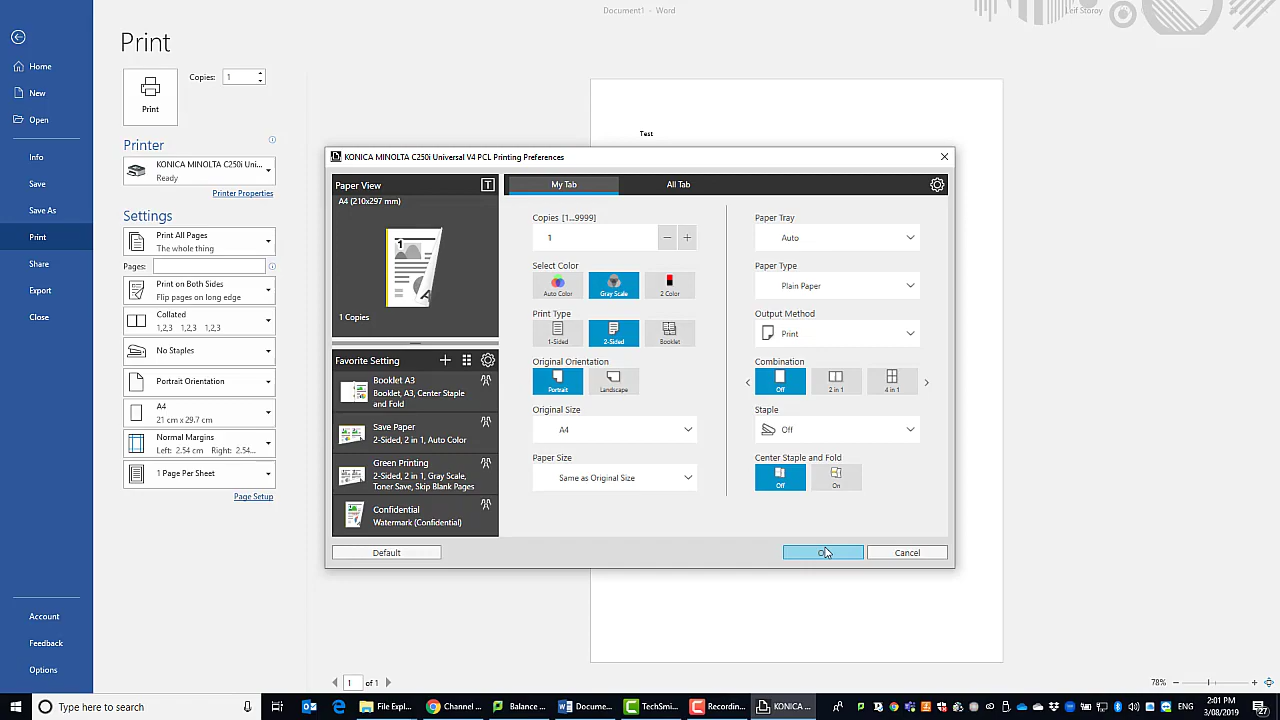 Document1 - Word
Leif Storey
Home
New
Open
Info
Save
Save As
Print
Share
Export
Close
Account
Feedback
Options
Print
Copies: 1
Print
Printer
KONICA MINOLTA C250i Uni...
Ready
Printer Properties
Settings
Print All Pages
The whole thing
Pages:
Print on Both Sides
Flip pages on long edge
Collated
1,2,3 1,2,3 1,2,3
No Staples
Portrait Orientation
A4
21 cm x 29.7 cm
Normal Margins
Left: 2.54 cm Right: 2.54...
1 Page Per Sheet
Page Setup
Test
KONICA MINOLTA C250i Universal V4 PCL Printing Preferences
Paper View
T
A4 (210x297 mm)
1
1 Copies
Favorite Setting
Booklet A3
Booklet, A3, Center Staple
and Fold
Save Paper
2-Sided, 2 in 1, Auto Color
Green Printing
2-Sided, 2 in 1, Gray Scale,
Toner Save, Skip Blank Pages
Confidential
Watermark (Confidential)
Default
My Tab
All Tab
Copies [1...9999]
1
Select Color
Auto Color
Gray Scale
2 Color
Print Type
1-Sided
2-Sided
Booklet
Original Orientation
Portrait
Landscape
Original Size
A4
Paper Size
Same as Original Size
Paper Tray
Auto
Paper Type
Plain Paper
Output Method
Print
Combination
Off
2 in 1
4 in 1
Staple
Off
Center Staple and Fold
Off
On
Cancel
1 of 1
78%
Type here to search
File Explo...
Channel ...
Balance ...
Docume...
TechSmi...
Recordin...
KONICA ...
2:01 PM
3/08/2019